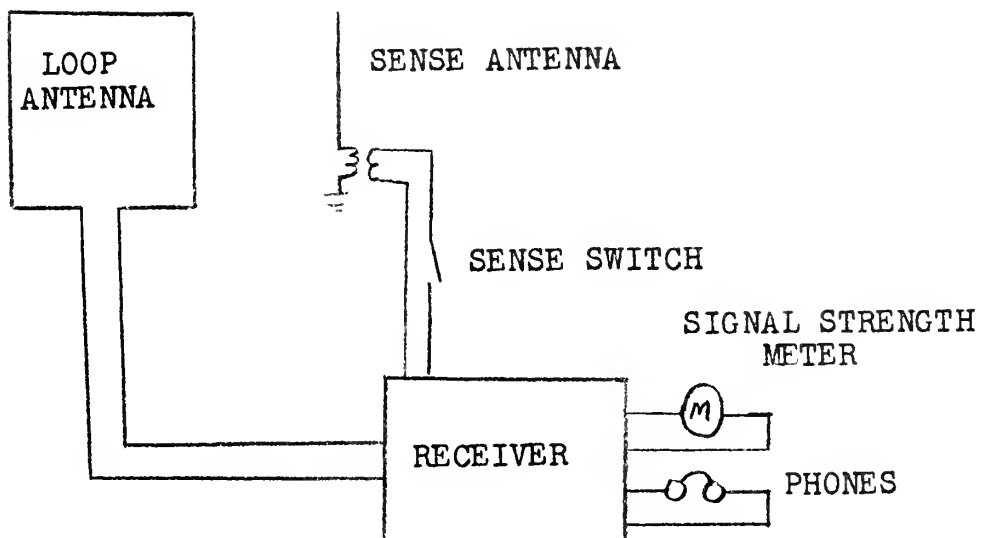 LOOP
ANTENNA
SENSE ANTENNA
SENSE SWITCH
SIGNAL STRENGTH
METER
M
RECEIVER
PHONES